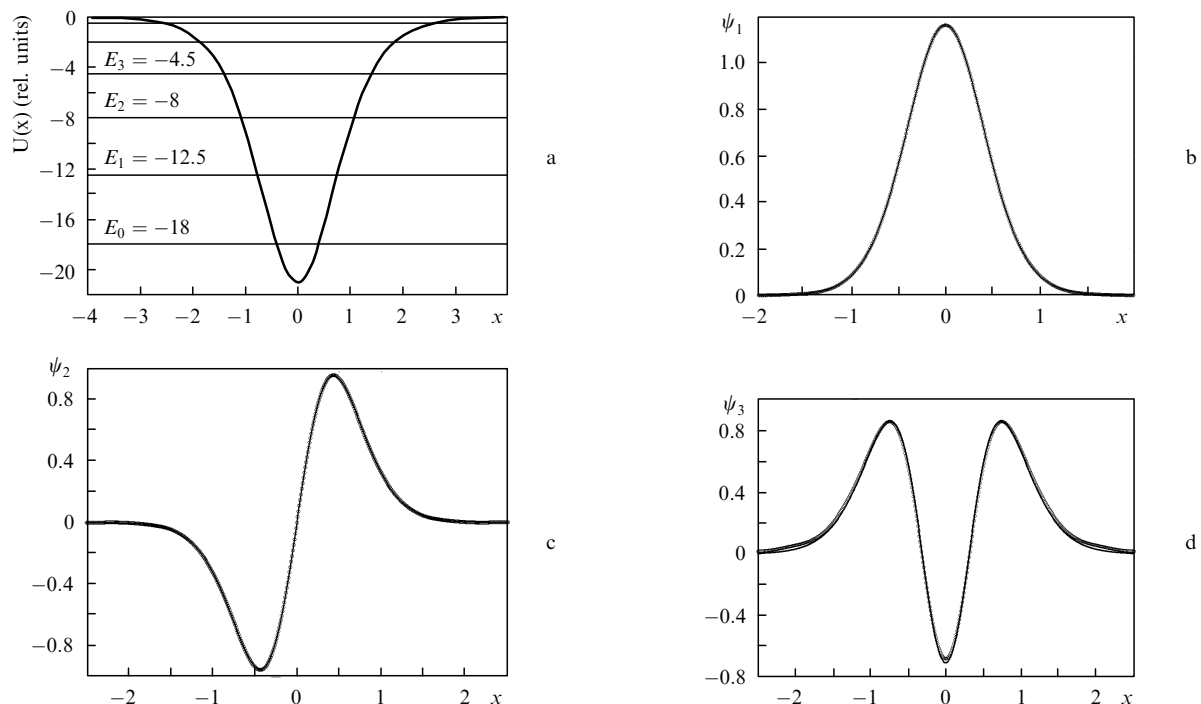 U(x) (rel. units)
0
−4
−8
−12
−16
−20
E₃ = −4.5
E₂ = −8
E₁ = −12.5
E₀ = −18
−4 −3 −2 −1 0 1 2 3 x
a
ψ₁
1.0
0.8
0.6
0.4
0.2
0
−2 −1 0 1 x
b
ψ₂
0.8
0.4
0
−0.4
−0.8
−2 −1 0 1 2 x
c
ψ₃
0.8
0.4
0
−0.4
−0.8
−2 −1 0 1 2 x
d